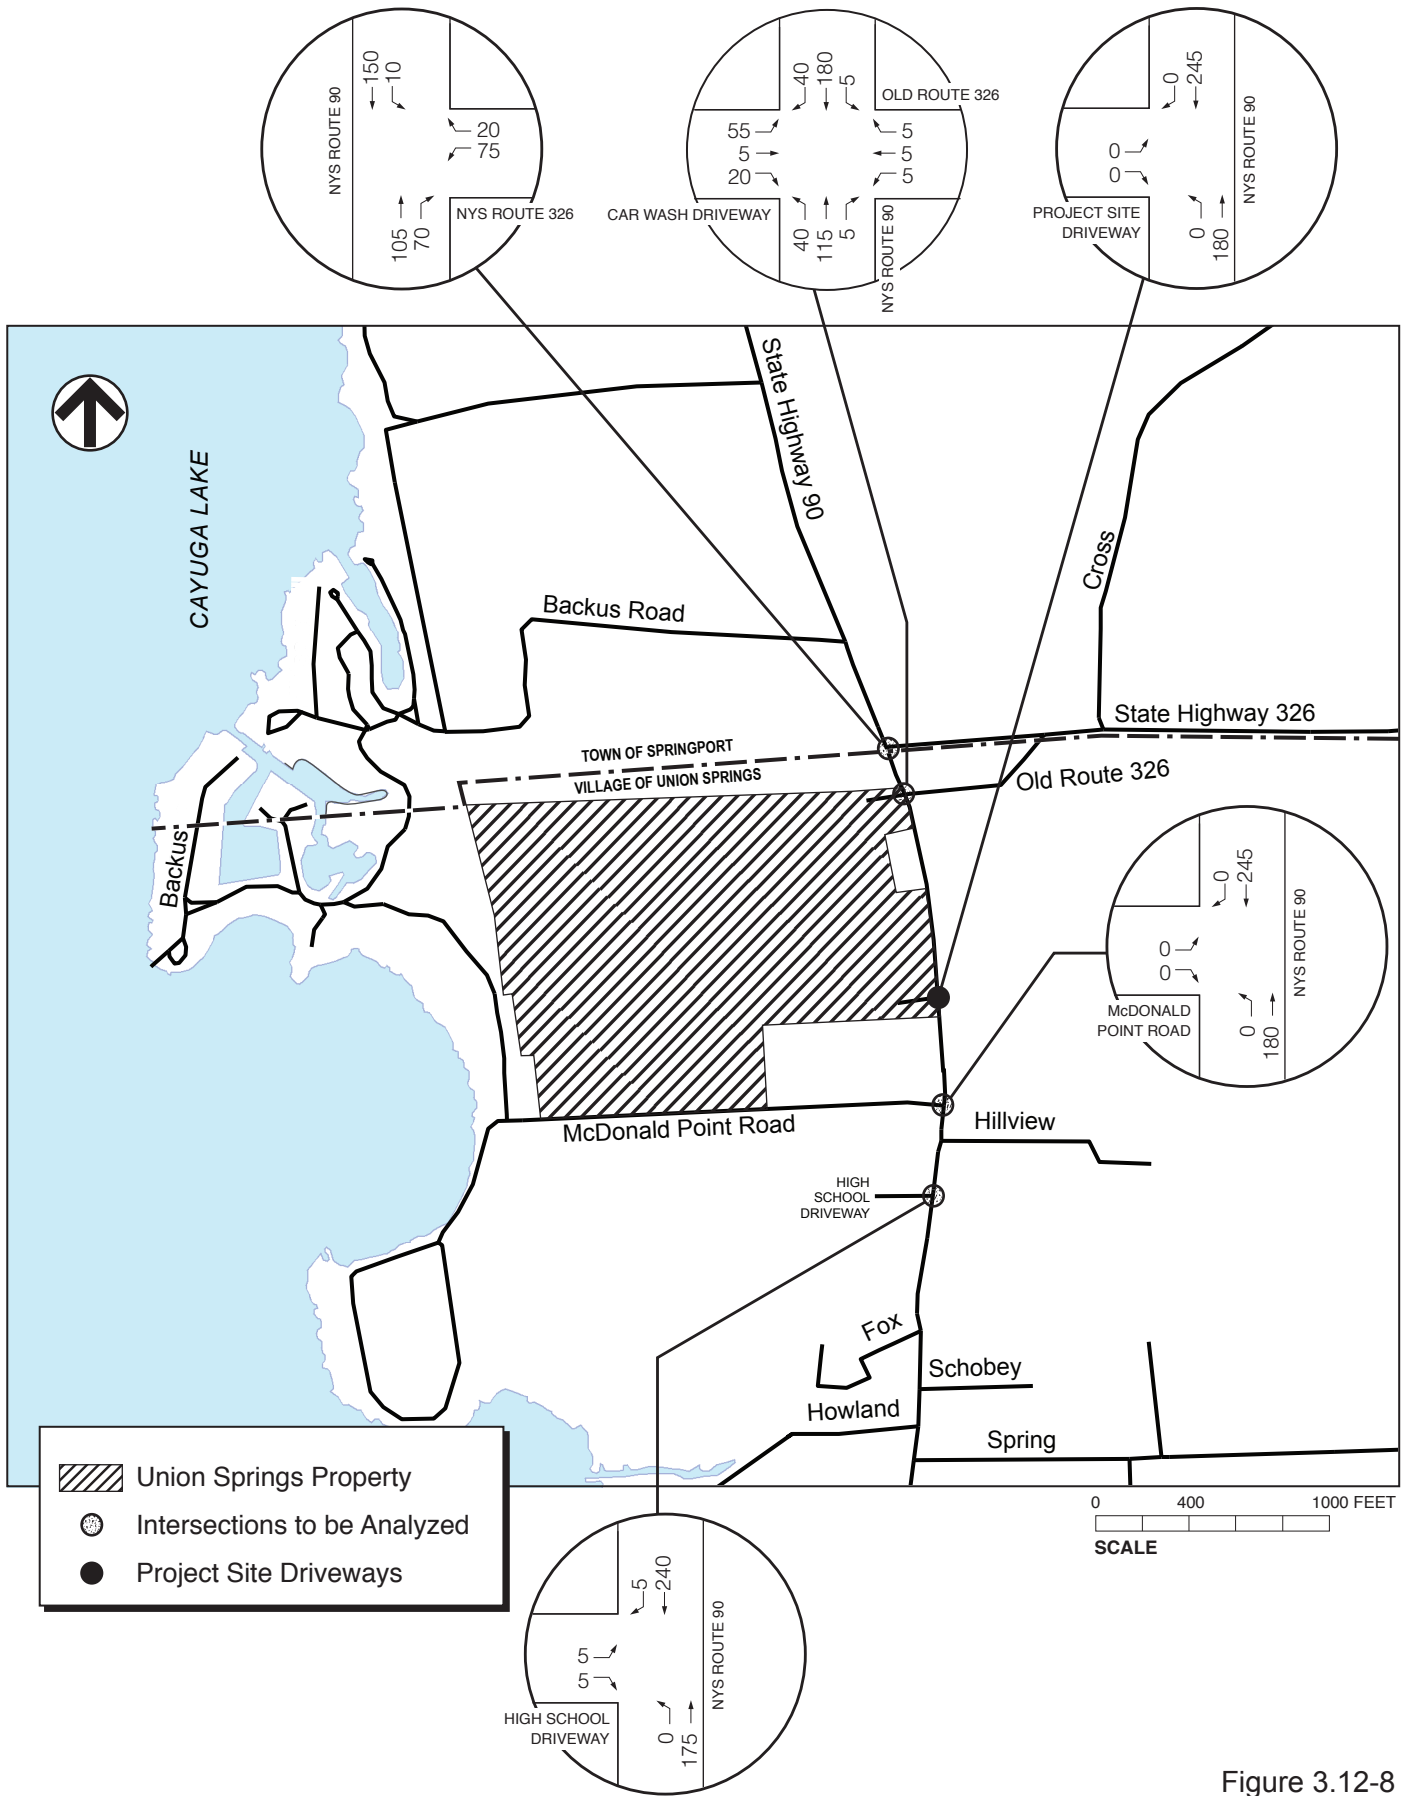 150
10
NYS ROUTE 90
20
75
105
70
NYS ROUTE 326
40
180
5
OLD ROUTE 326
55
5
20
5
5
5
CAR WASH DRIVEWAY
40
115
5
NYS ROUTE 90
0
245
0
0
NYS ROUTE 90
PROJECT SITE
DRIVEWAY
0
180
State Highway 90
CAYUGA LAKE
Cross
Backus Road
State Highway 326
TOWN OF SPRINGPORT
VILLAGE OF UNION SPRINGS
Old Route 326
Backus
0
245
0
0
NYS ROUTE 90
McDONALD
POINT ROAD
0
180
McDonald Point Road
Hillview
HIGH
SCHOOL
DRIVEWAY
Fox
Schobey
Howland
Spring
Union Springs Property
Intersections to be Analyzed
Project Site Driveways
0 400 1000 FEET
SCALE
5
240
5
5
NYS ROUTE 90
HIGH SCHOOL
DRIVEWAY
0
175
Figure 3.12-8